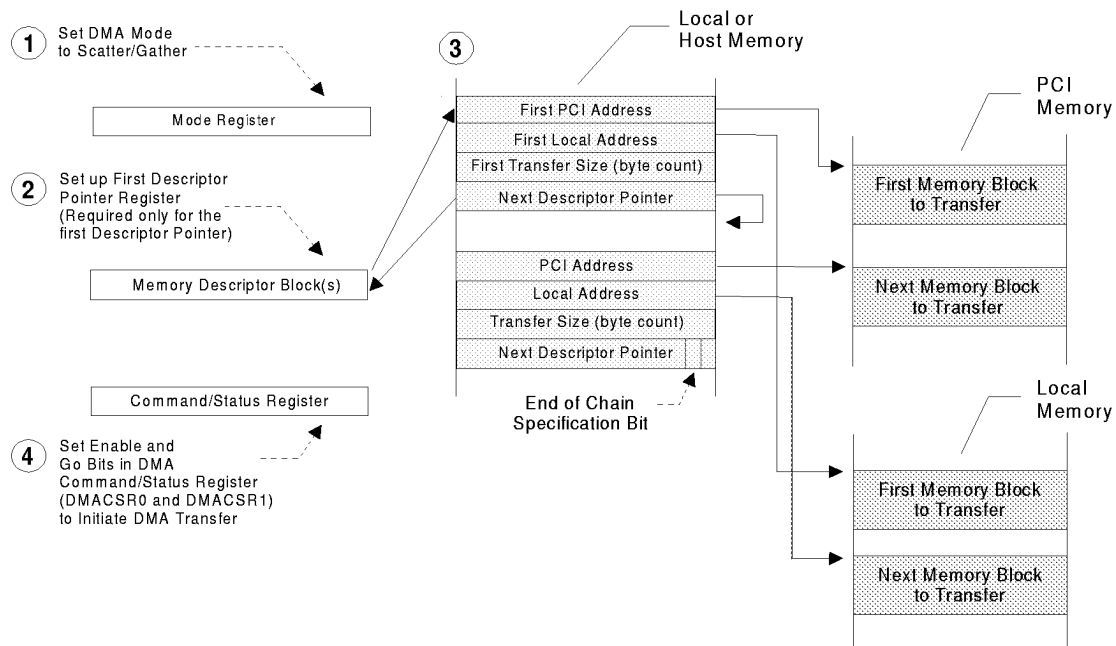 1
Set DMA Mode
to Scatter/Gather
Mode Register
2
Set up First Descriptor
Pointer Register
(Required only for the
first Descriptor Pointer)
Memory Descriptor Block(s)
Command/Status Register
4
Set Enable and
Go Bits in DMA
Command/Status Register
(DMACSR0 and DMACSR1)
to Initiate DMA Transfer
3
Local or
Host Memory
First PCI Address
First Local Address
First Transfer Size (byte count)
Next Descriptor Pointer
PCI Address
Local Address
Transfer Size (byte count)
Next Descriptor Pointer
End of Chain
Specification Bit
PCI
Memory
First Memory Block
to Transfer
Next Memory Block
to Transfer
Local
Memory
First Memory Block
to Transfer
Next Memory Block
to Transfer